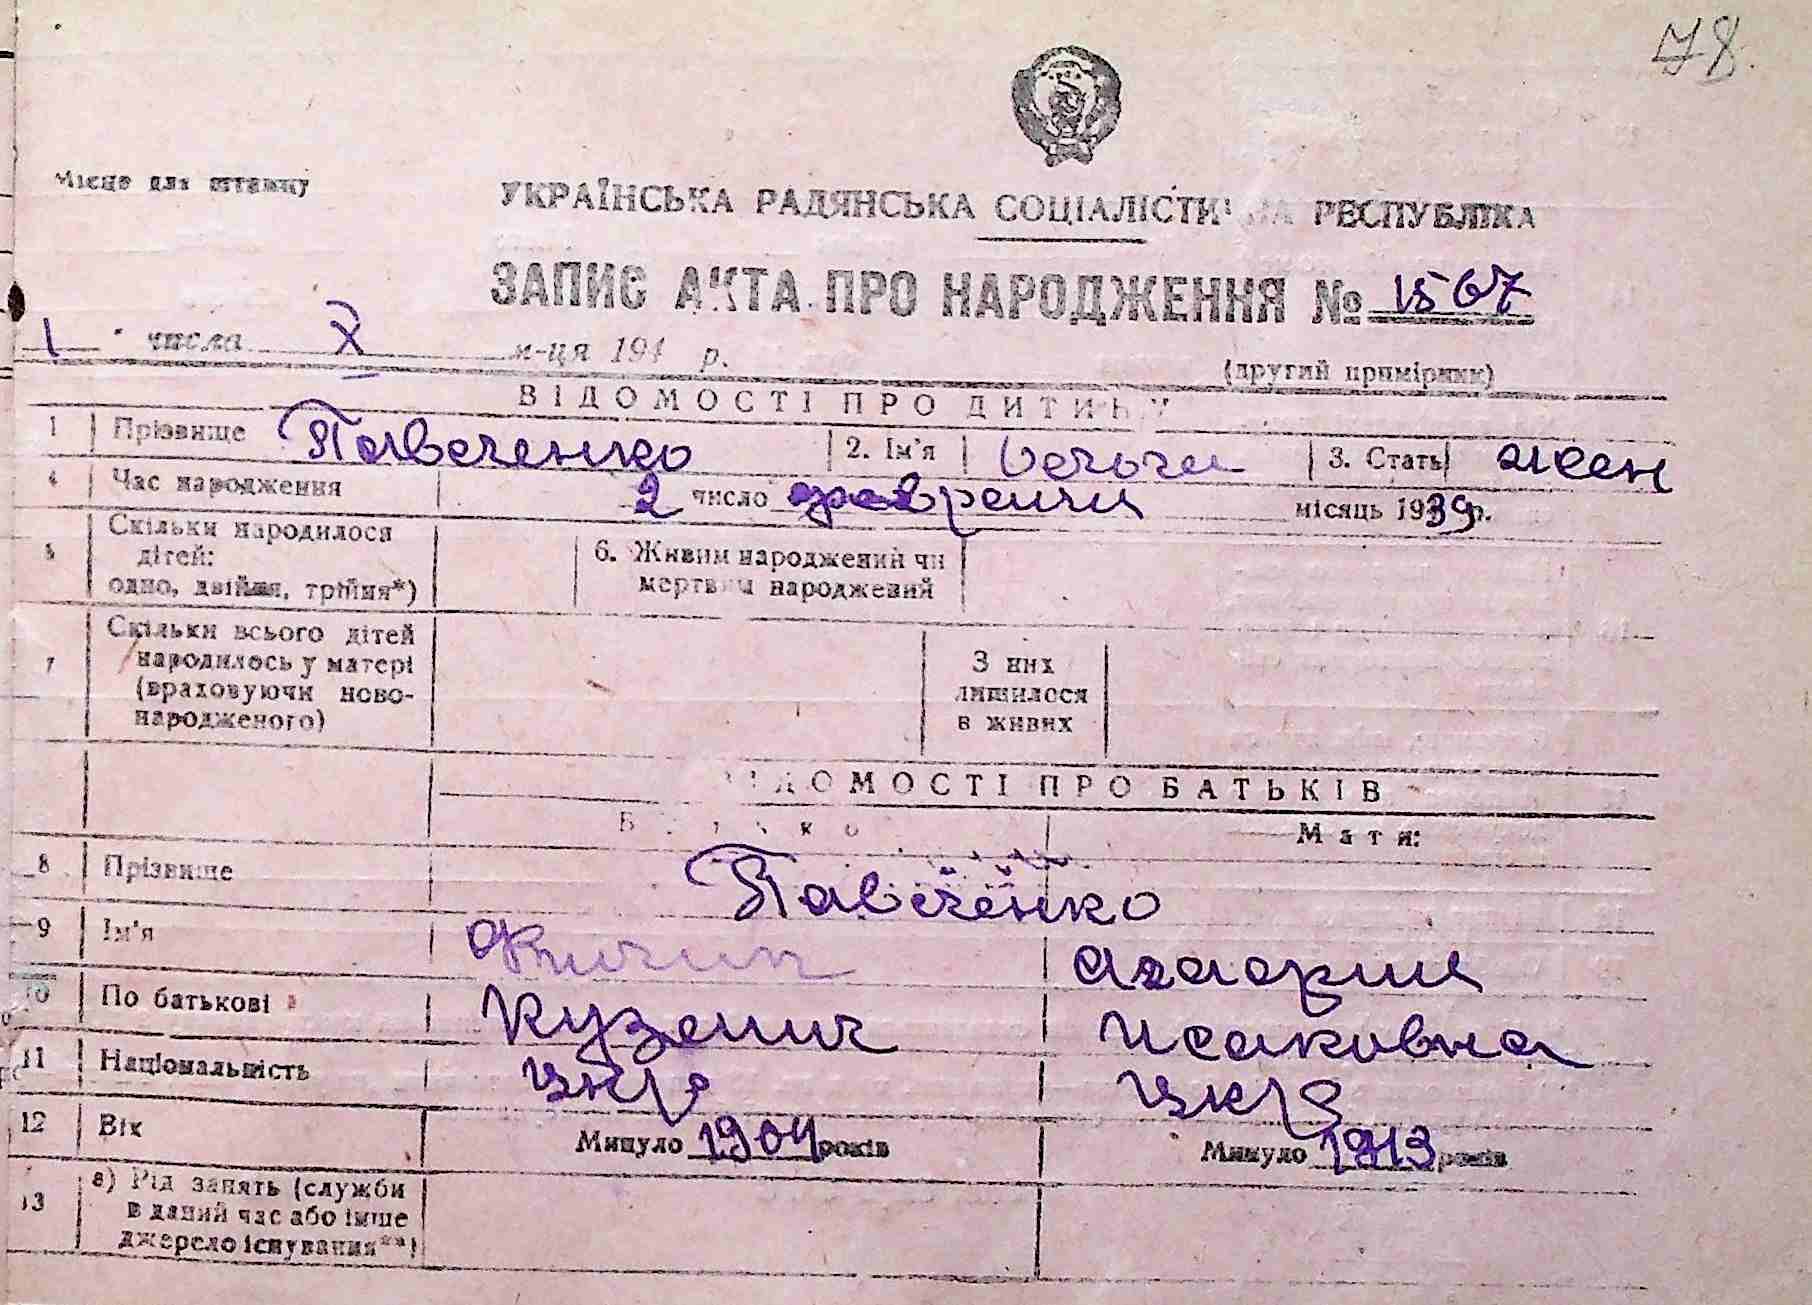 78.
Місце для штампу
УКРАЇНСЬКА РАДЯНСЬКА СОЦІАЛІСТИЧНА РЕСПУБЛІКА
ЗАПИС АКТА ПРО НАРОДЖЕННЯ № 1567
1 числа X м-ця 194 р.
(другий примірник)
ВІДОМОСТІ ПРО ДИТИНУ
1 Прізвище Павеченко 2. Ім'я 3. Стать жен
4 Час народження 2 число февраля місяць 1939 р.
5 Скільки народилося дітей: одно, двійня, трійня*) 6. Живим народжений чи мертвим народжений
7 Скільки всього дітей народилось у матері (враховуючи новонародженого) З них лишилося в живих
ВІДОМОСТІ ПРО БАТЬКІВ
Батько Мати:
8 Прізвище Павеченко
9 Ім'я
10 По батькові Кузмич Исаковна
11 Національність укр укр
12 Вік Минуло 1904 років Минуло 1913 років
13 а) Рід занять (служби в даний час або інше джерело існування**)